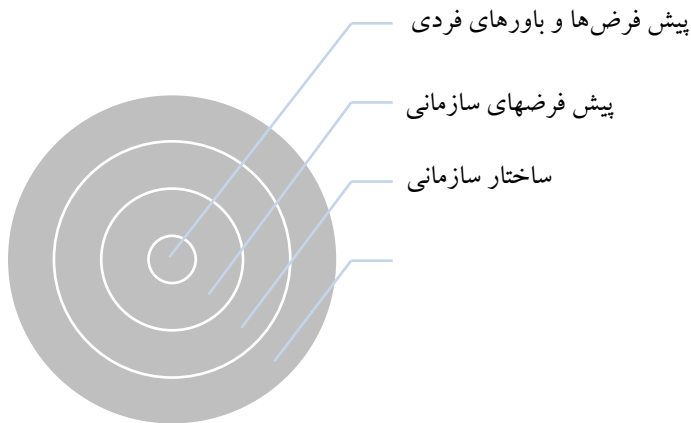 پیش فرض‌ها و باورهای فردی
پیش فرضهای سازمانی
ساختار سازمانی